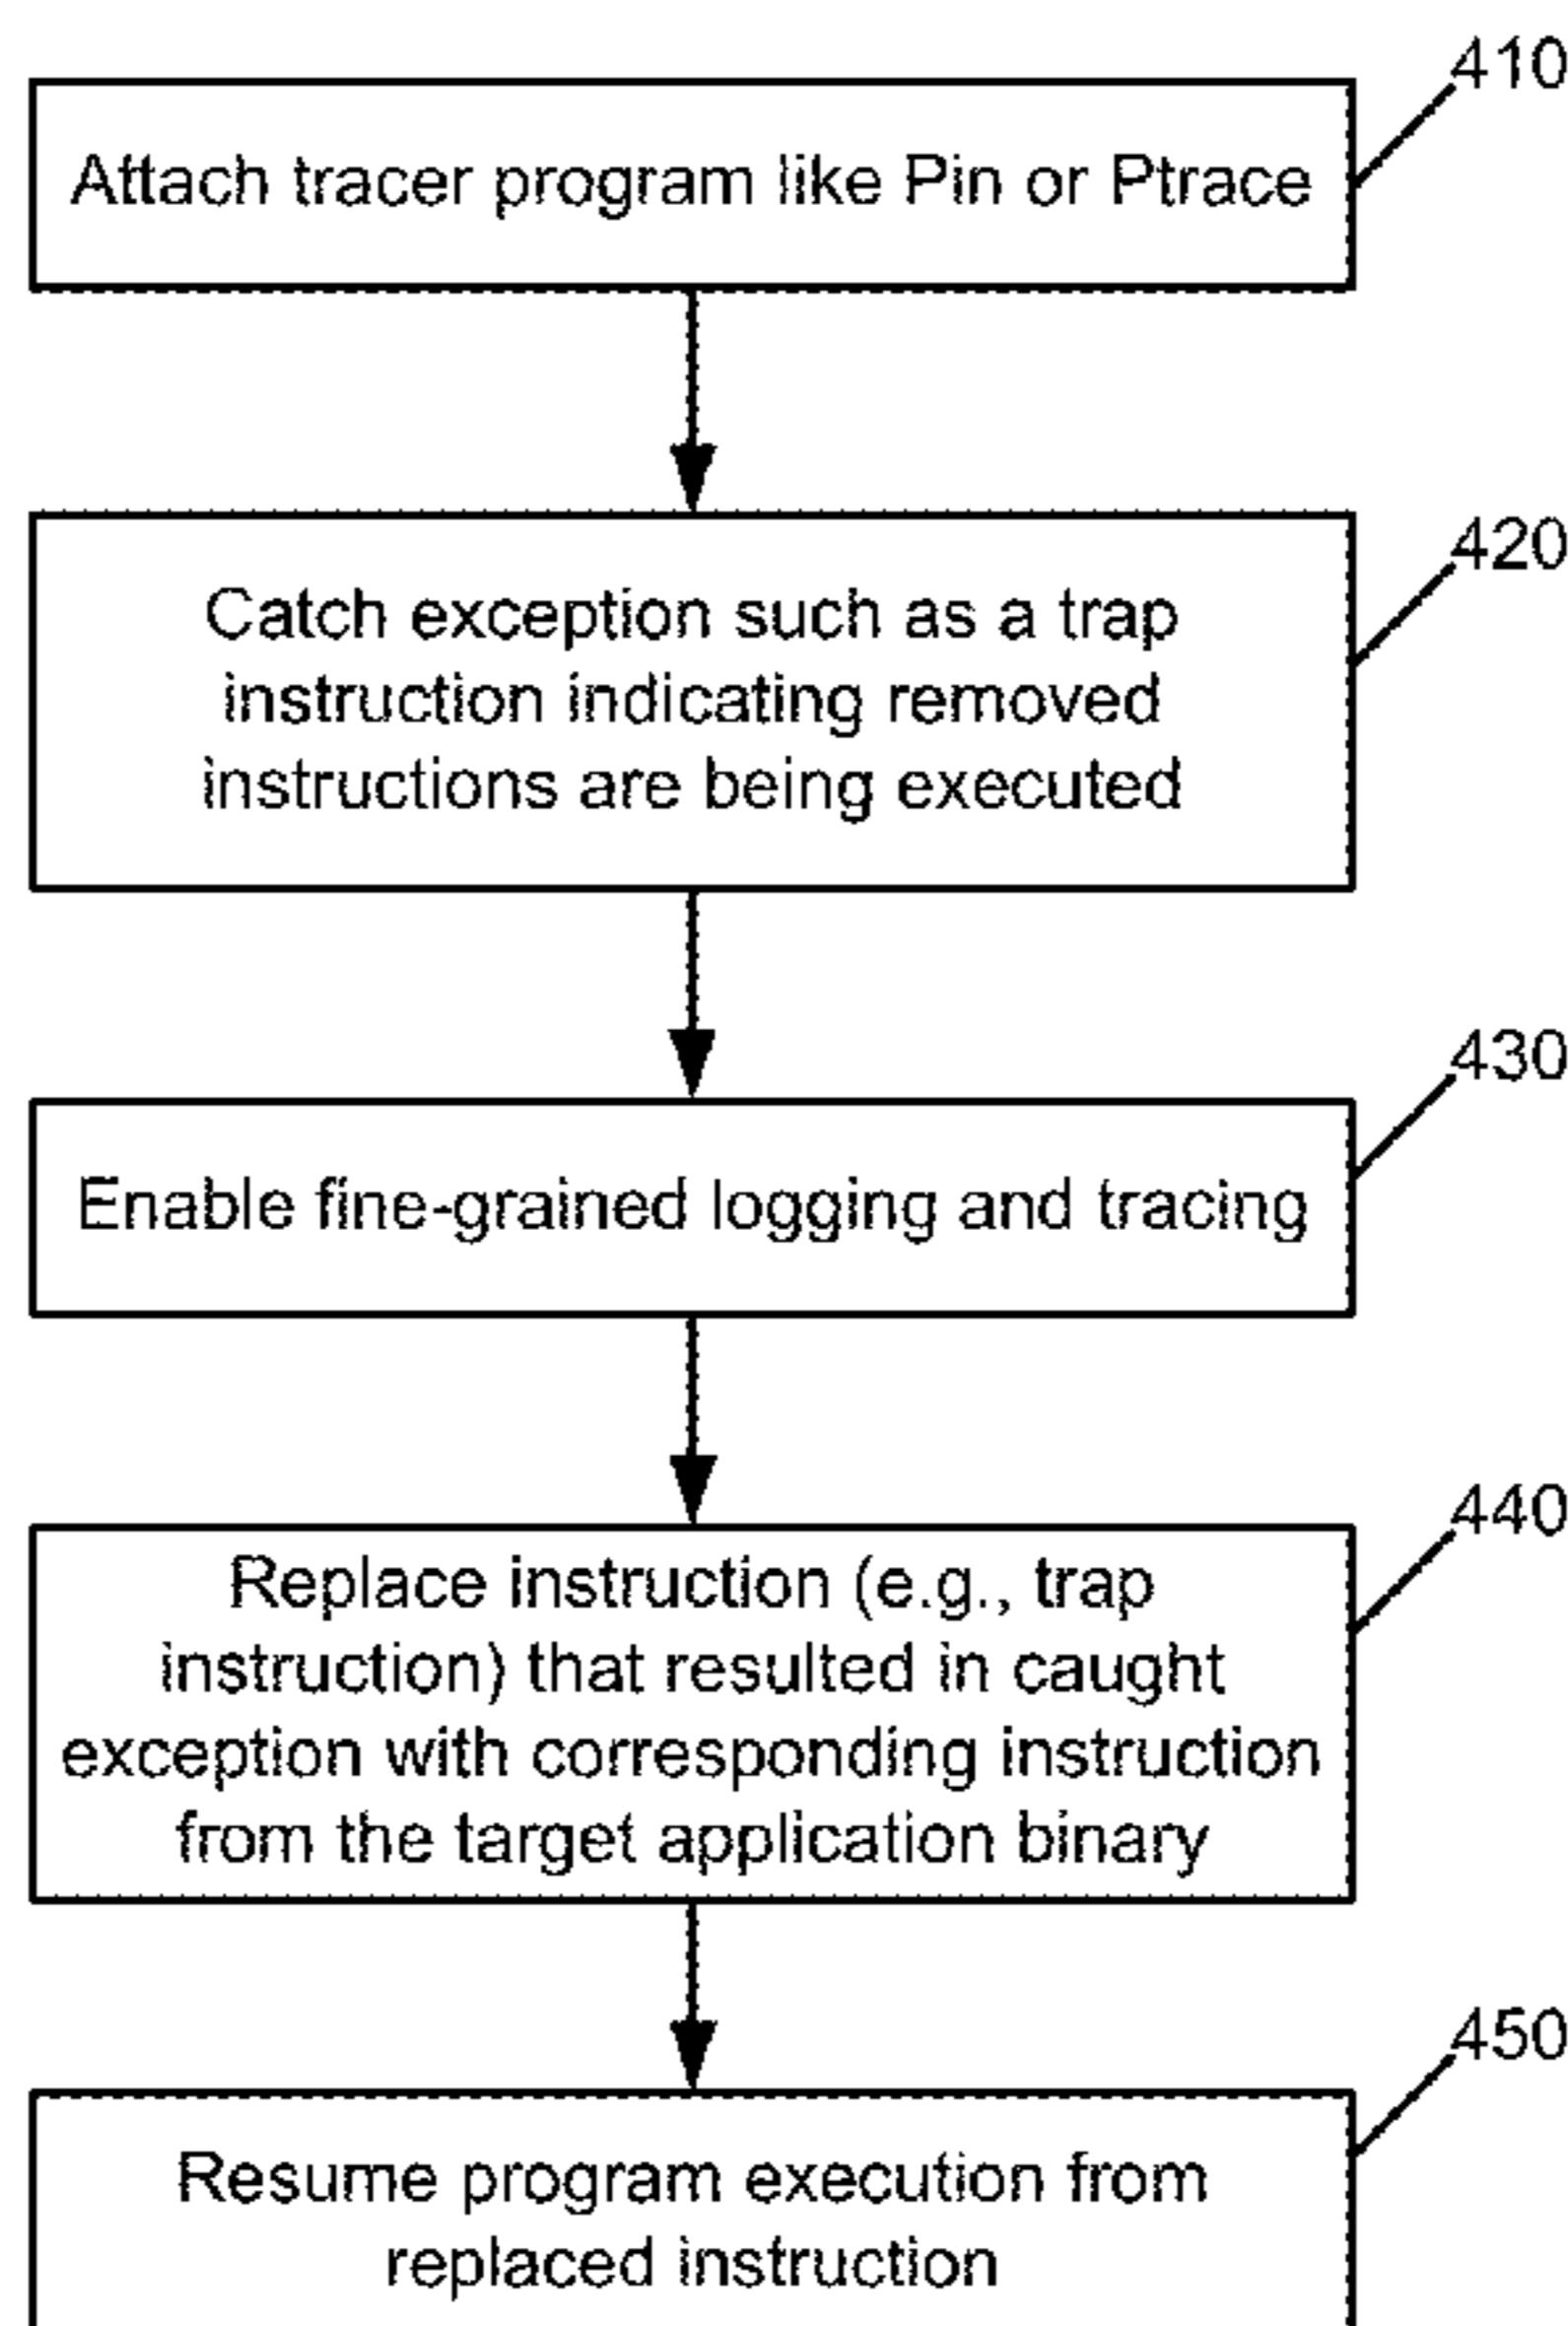 410
Attach tracer program like Pin or Ptrace
420
Catch exception such as a trap
instruction indicating removed
instructions are being executed
430
Enable fine-grained logging and tracing
440
Replace instruction (e.g., trap
instruction) that resulted in caught
exception with corresponding instruction
from the target application binary
450
Resume program execution from
replaced instruction